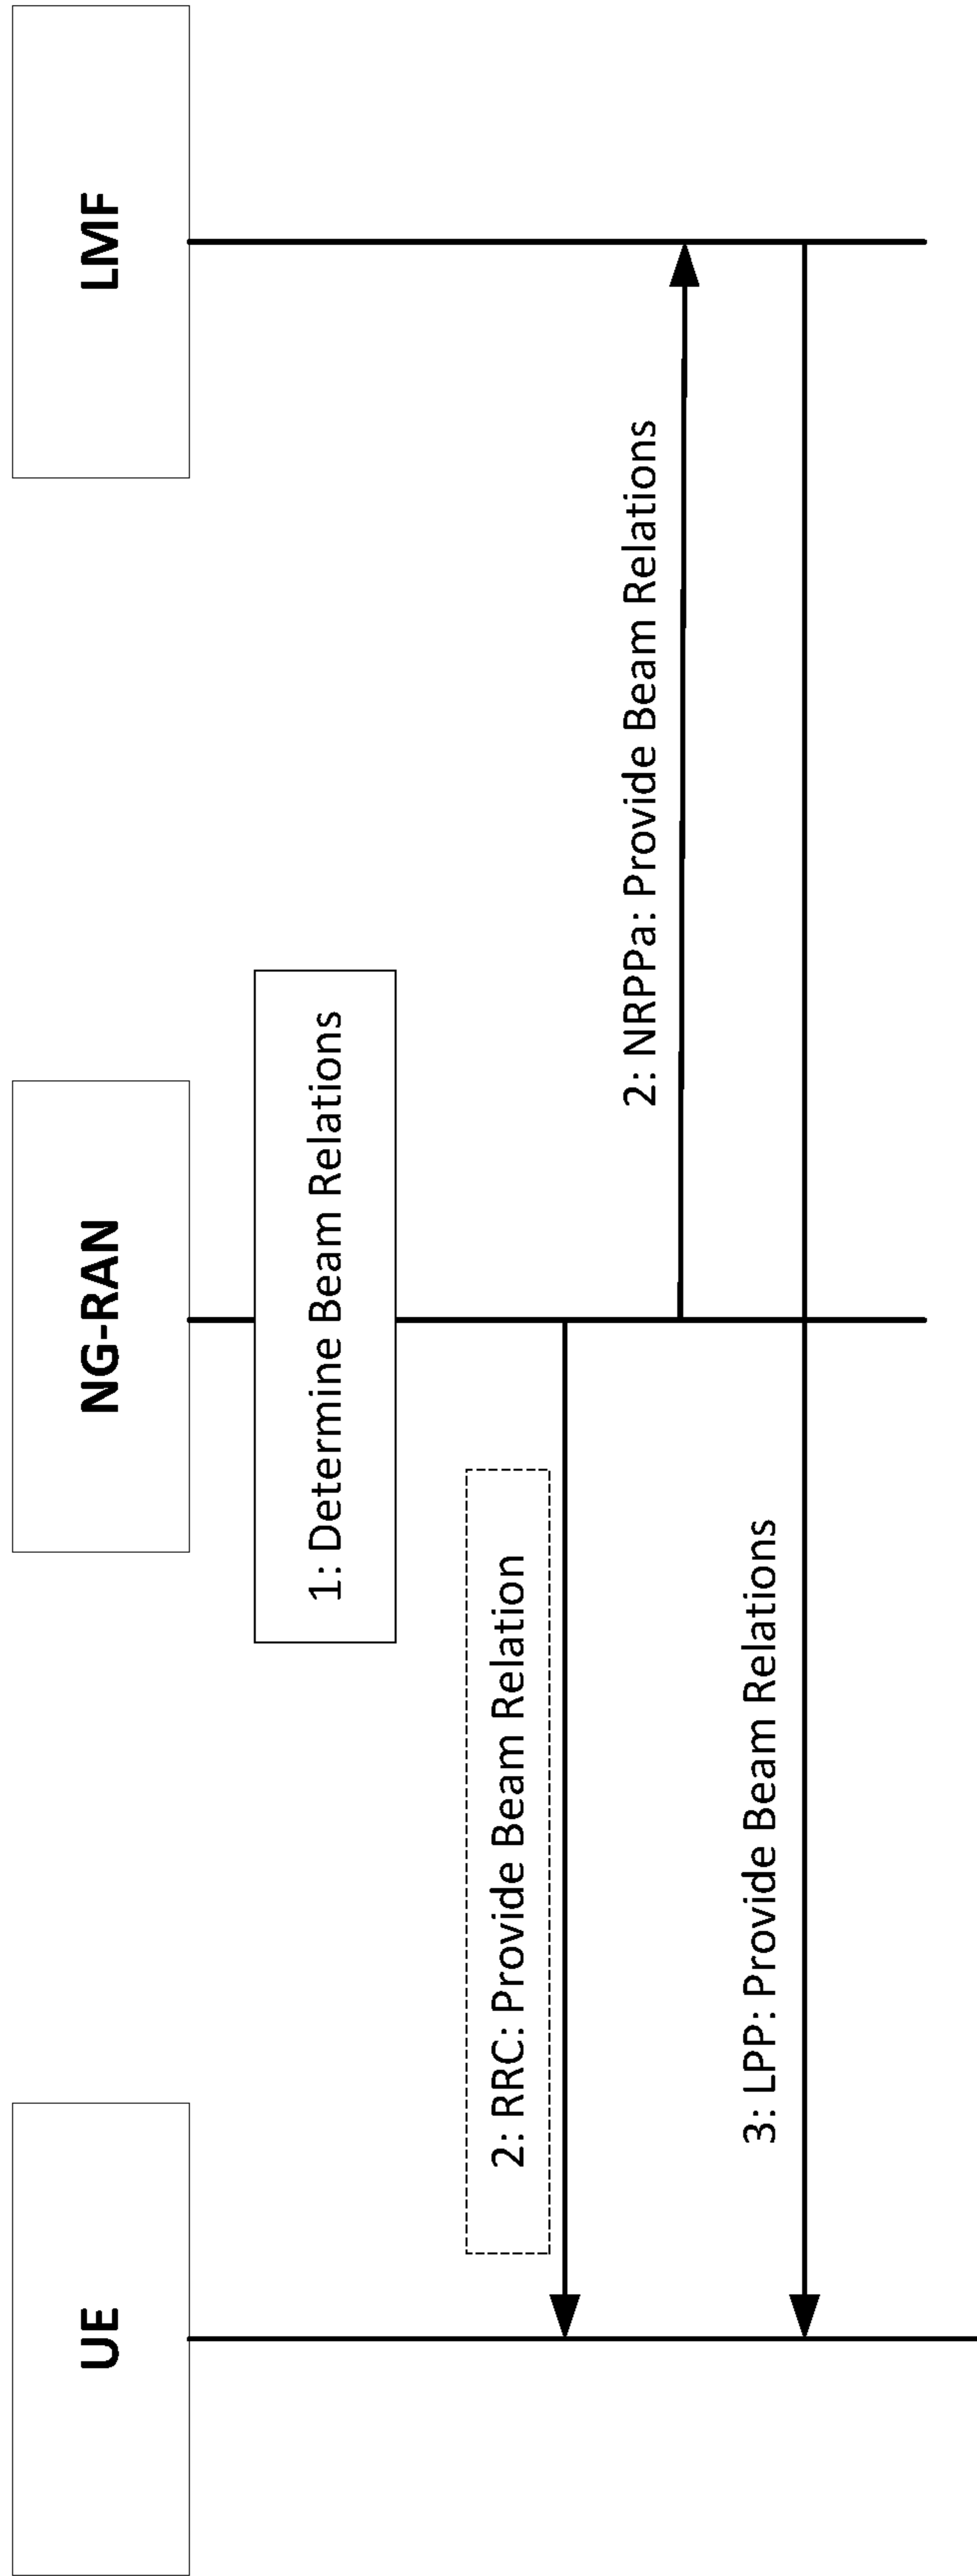 UE
NG-RAN
LMF
1: Determine Beam Relations
2: RRC: Provide Beam Relation
2: NRPPa: Provide Beam Relations
3: LPP: Provide Beam Relations